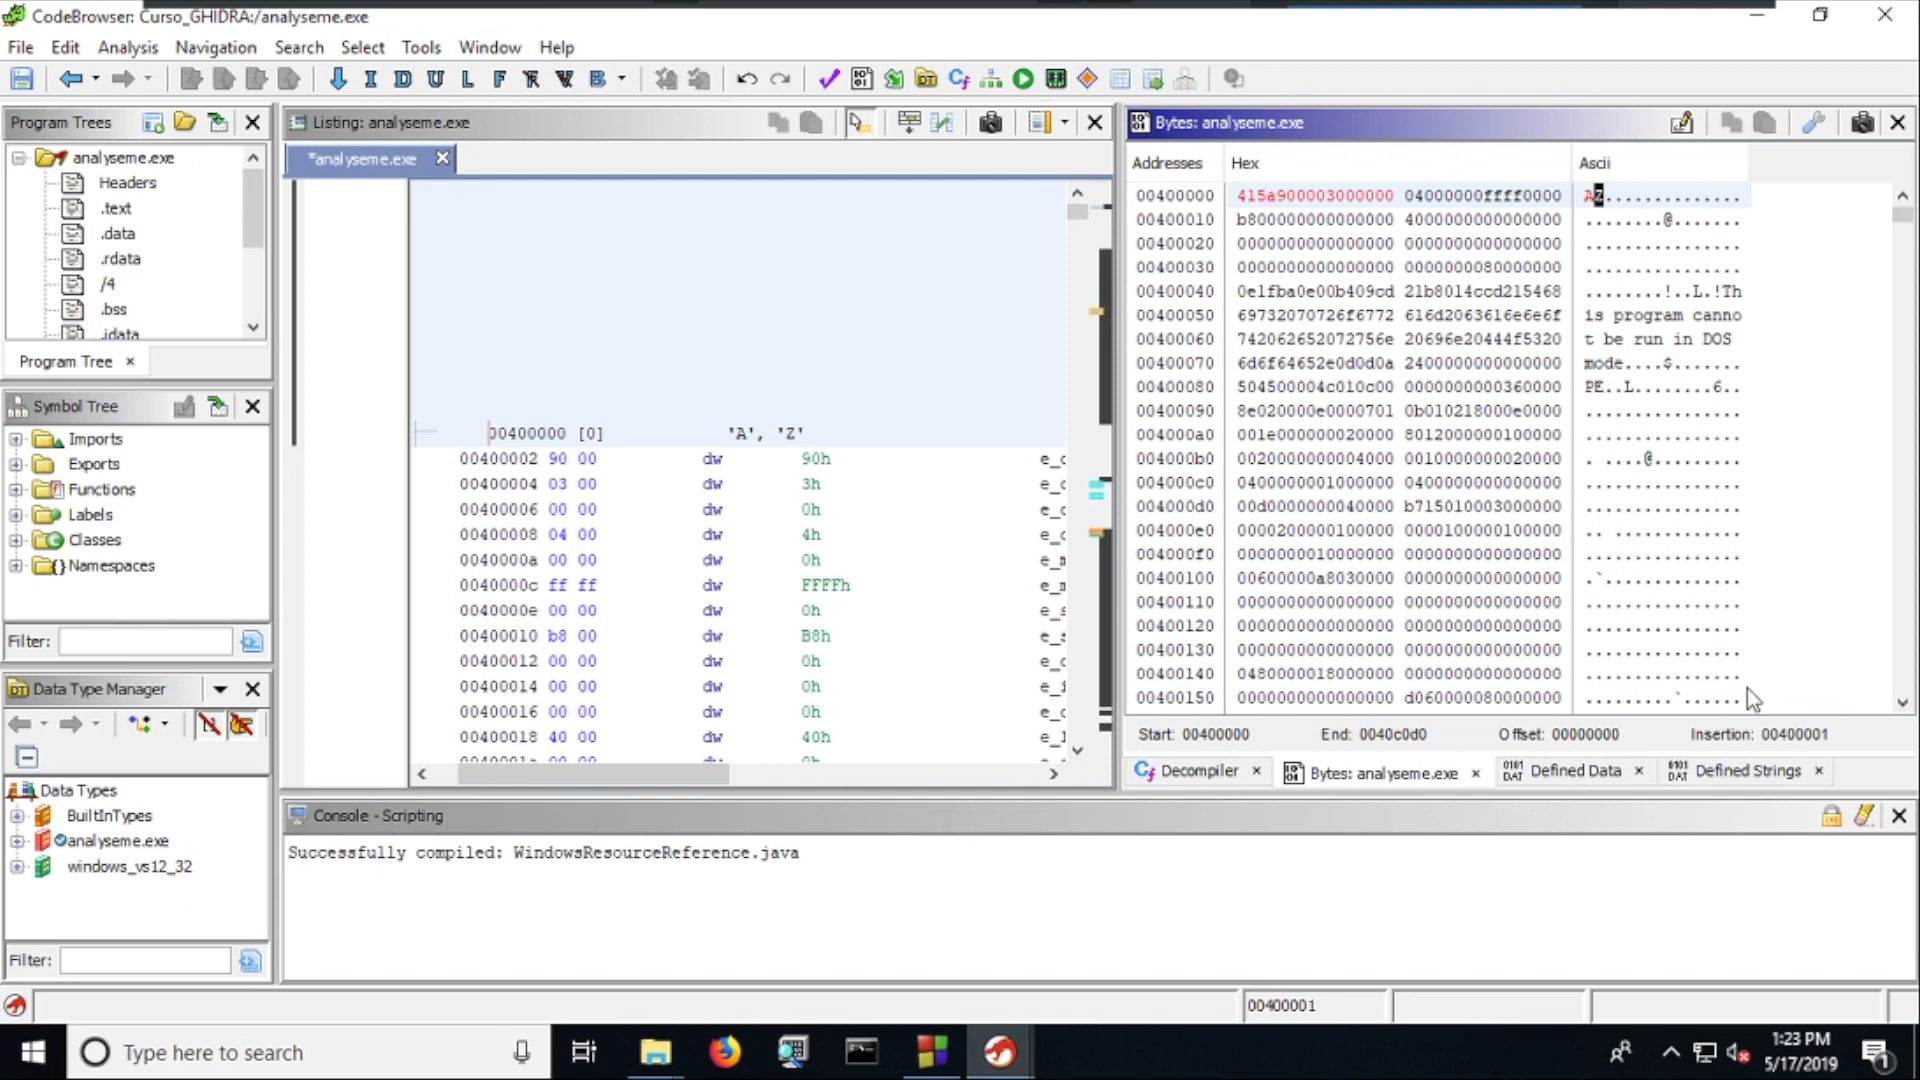 CodeBrowser: Curso_GHIDRA:/analyseme.exe
File Edit Analysis Navigation Search Select Tools Window Help
I D U L F B
Program Trees
analyseme.exe
Headers
.text
.data
.rdata
/4
.bss
.idata
Program Tree ×
Symbol Tree
Imports
Exports
Functions
Labels
Classes
Namespaces
Filter:
Data Type Manager
Data Types
BuiltInTypes
analyseme.exe
windows_vs12_32
Filter:
Listing: analyseme.exe
*analyseme.exe
00400000 [0] 'A', 'Z'
00400002 90 00 dw 90h
00400004 03 00 dw 3h
00400006 00 00 dw 0h
00400008 04 00 dw 4h
0040000a 00 00 dw 0h
0040000c ff ff dw FFFFh
0040000e 00 00 dw 0h
00400010 b8 00 dw B8h
00400012 00 00 dw 0h
00400014 00 00 dw 0h
00400016 00 00 dw 0h
00400018 40 00 dw 40h
Bytes: analyseme.exe
Addresses Hex Ascii
00400000 415a900003000000 04000000ffff0000 AZ..............
00400010 b800000000000000 4000000000000000 ........@.......
00400020 0000000000000000 0000000000000000 ................
00400030 0000000000000000 0000000080000000 ................
00400040 0e1fba0e00b409cd 21b8014ccd215468 ........!..L.!Th
00400050 69732070726f6772 616d2063616e6e6f is program canno
00400060 742062652072756e 20696e20444f5320 t be run in DOS
00400070 6d6f64652e0d0d0a 2400000000000000 mode....$.......
00400080 504500004c010c00 0000000000360000 PE..L........6..
00400090 8e020000e0000701 0b010218000e0000 ................
004000a0 001e000000020000 8012000000100000 ................
004000b0 0020000000004000 0010000000020000 . ....@.........
004000c0 0400000001000000 0400000000000000 ................
004000d0 00d0000000040000 b715010003000000 ................
004000e0 0000200000100000 0000100000100000 .. .............
004000f0 0000000010000000 0000000000000000 ................
00400100 00600000a8030000 0000000000000000 .`..............
00400110 0000000000000000 0000000000000000 ................
00400120 0000000000000000 0000000000000000 ................
00400130 0000000000000000 0000000000000000 ................
00400140 0480000018000000 0000000000000000 ................
00400150 0000000000000000 d060000080000000 .........`......
Start: 00400000 End: 0040c0d0 Offset: 00000000 Insertion: 00400001
Decompiler × Bytes: analyseme.exe × Defined Data × Defined Strings ×
Console - Scripting
Successfully compiled: WindowsResourceReference.java
00400001
Type here to search
1:23 PM
5/17/2019
1